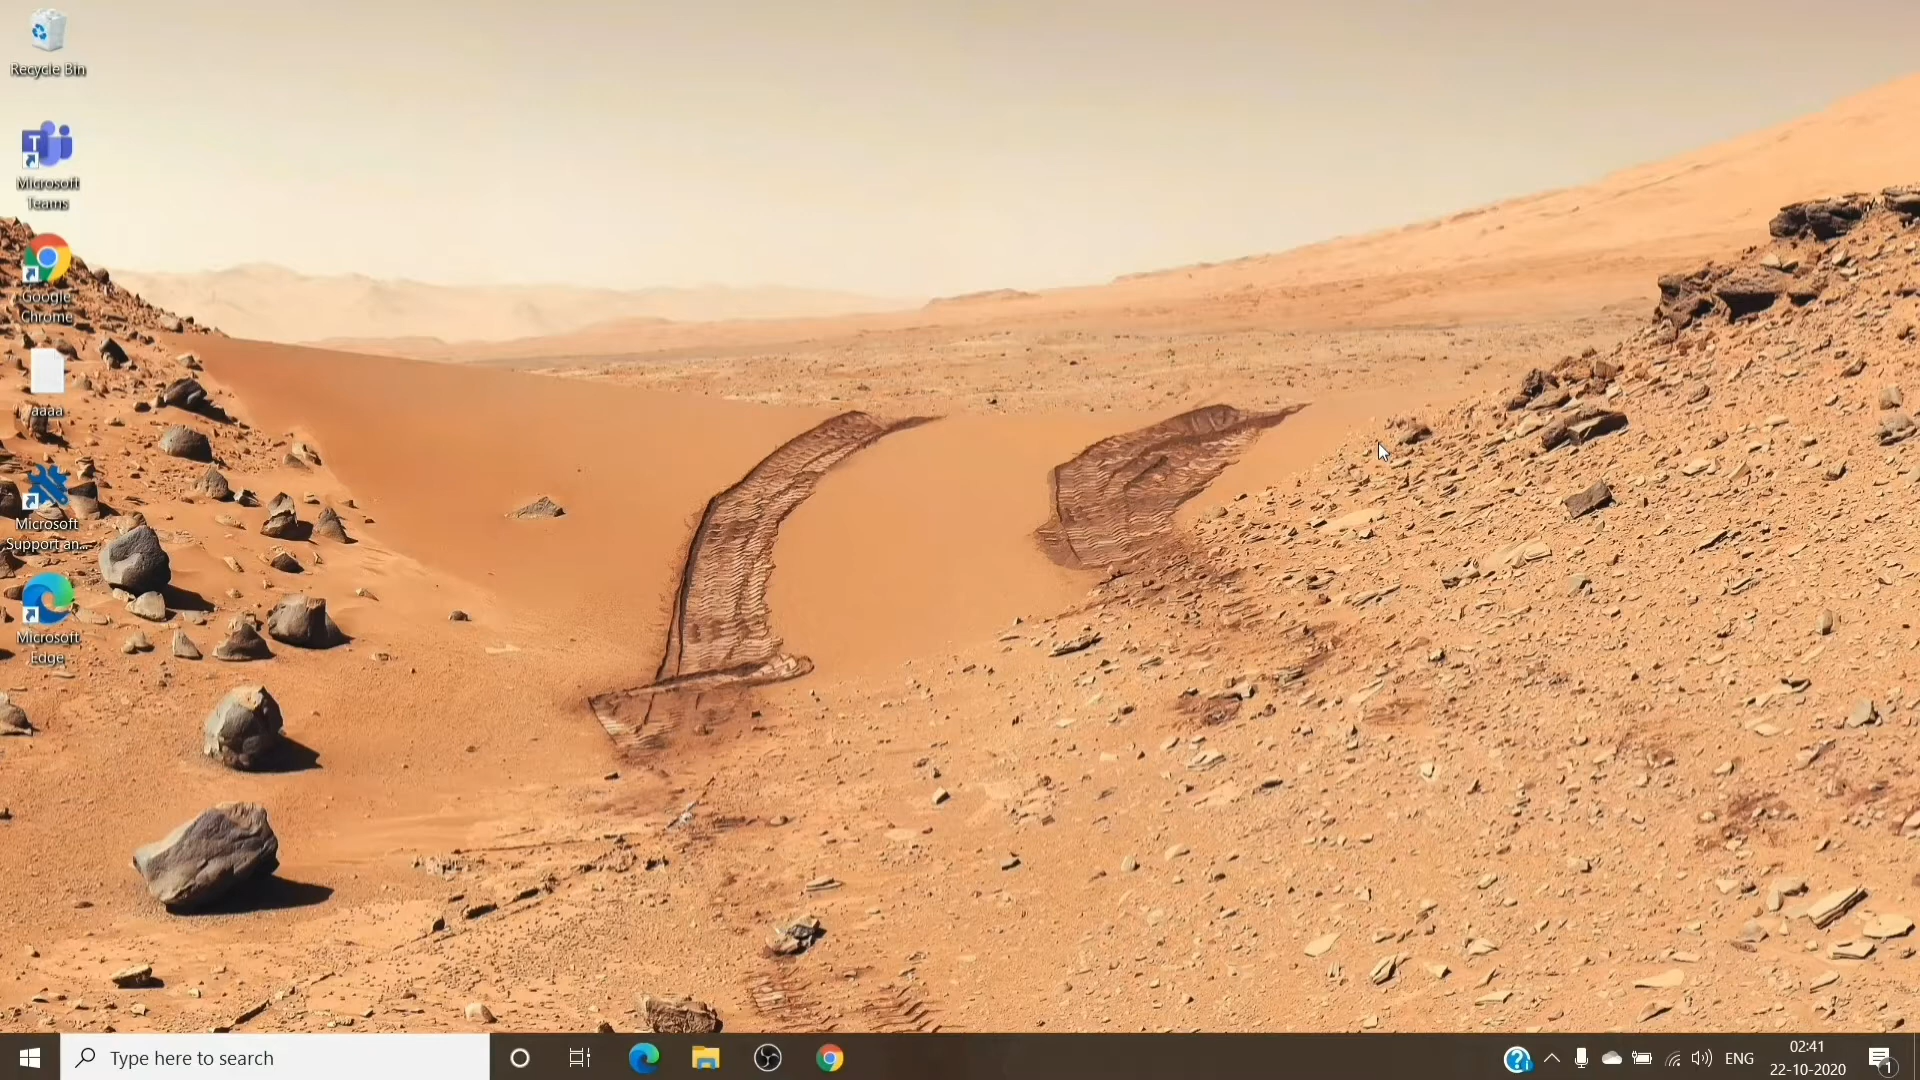 Recycle Bin
Microsoft
Teams
Google
Chrome
aaaa
Microsoft
Support an...
Microsoft
Edge
Type here to search
ENG
02:41
22-10-2020
1